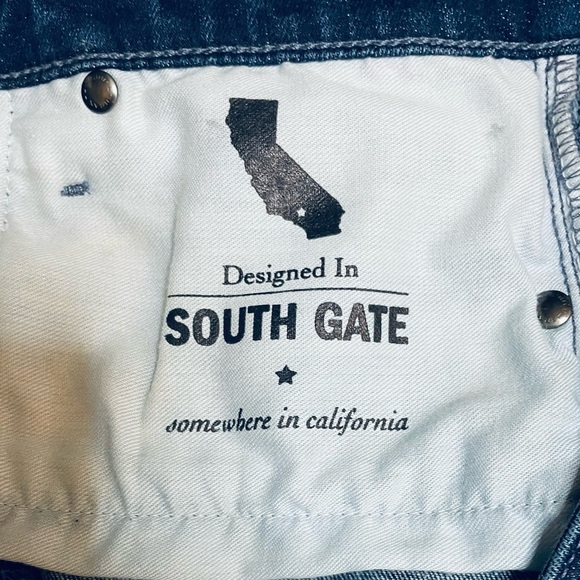 Designed In
SOUTH GATE
somewhere in california